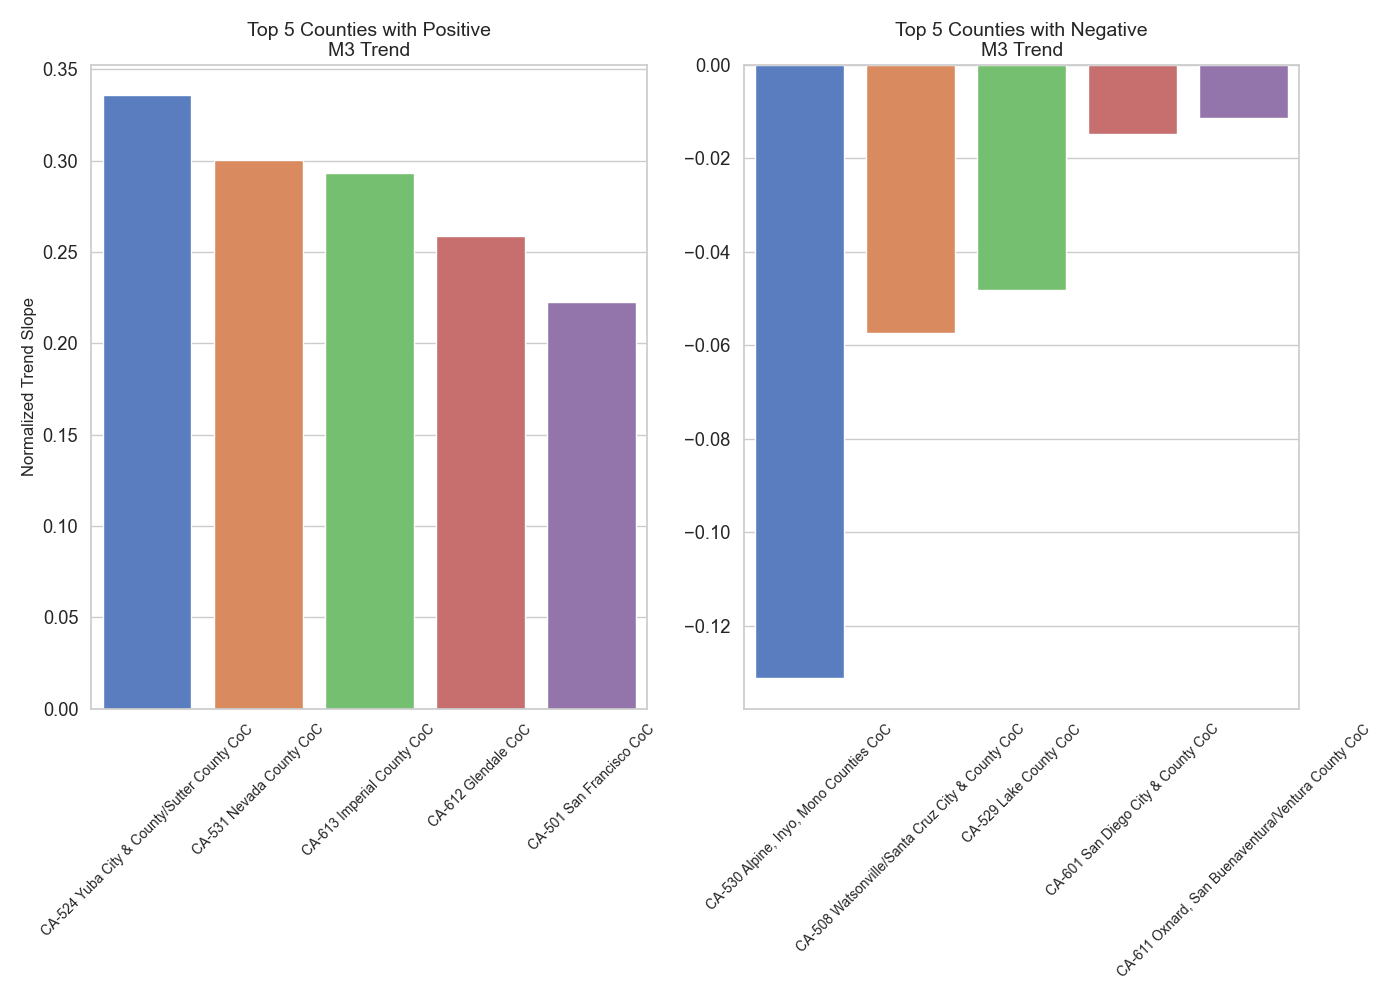 Top 5 Counties with Positive
M3 Trend
Normalized Trend Slope
0.35
0.30
0.25
0.20
0.15
0.10
0.05
0.00
CA-524 Yuba City & County/Sutter County CoC
CA-531 Nevada County CoC
CA-613 Imperial County CoC
CA-612 Glendale CoC
CA-501 San Francisco CoC
Top 5 Counties with Negative
M3 Trend
0.00
−0.02
−0.04
−0.06
−0.08
−0.10
−0.12
CA-530 Alpine, Inyo, Mono Counties CoC
CA-508 Watsonville/Santa Cruz City & County CoC
CA-529 Lake County CoC
CA-601 San Diego City & County CoC
CA-611 Oxnard, San Buenaventura/Ventura County CoC